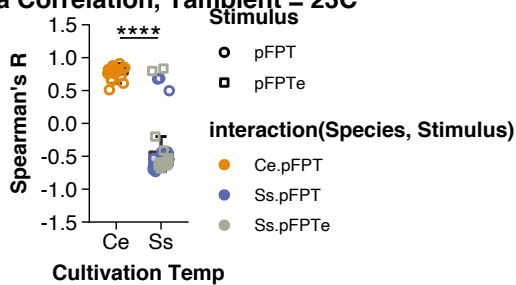 a Correlation, Tambient = 23C
Stimulus
pFPT
pFPTe
interaction(Species, Stimulus)
Ce.pFPT
Ss.pFPT
Ss.pFPTe
****
1.5
1.0
0.5
0.0
-0.5
-1.0
-1.5
Spearman's R
Ce Ss
Cultivation Temp